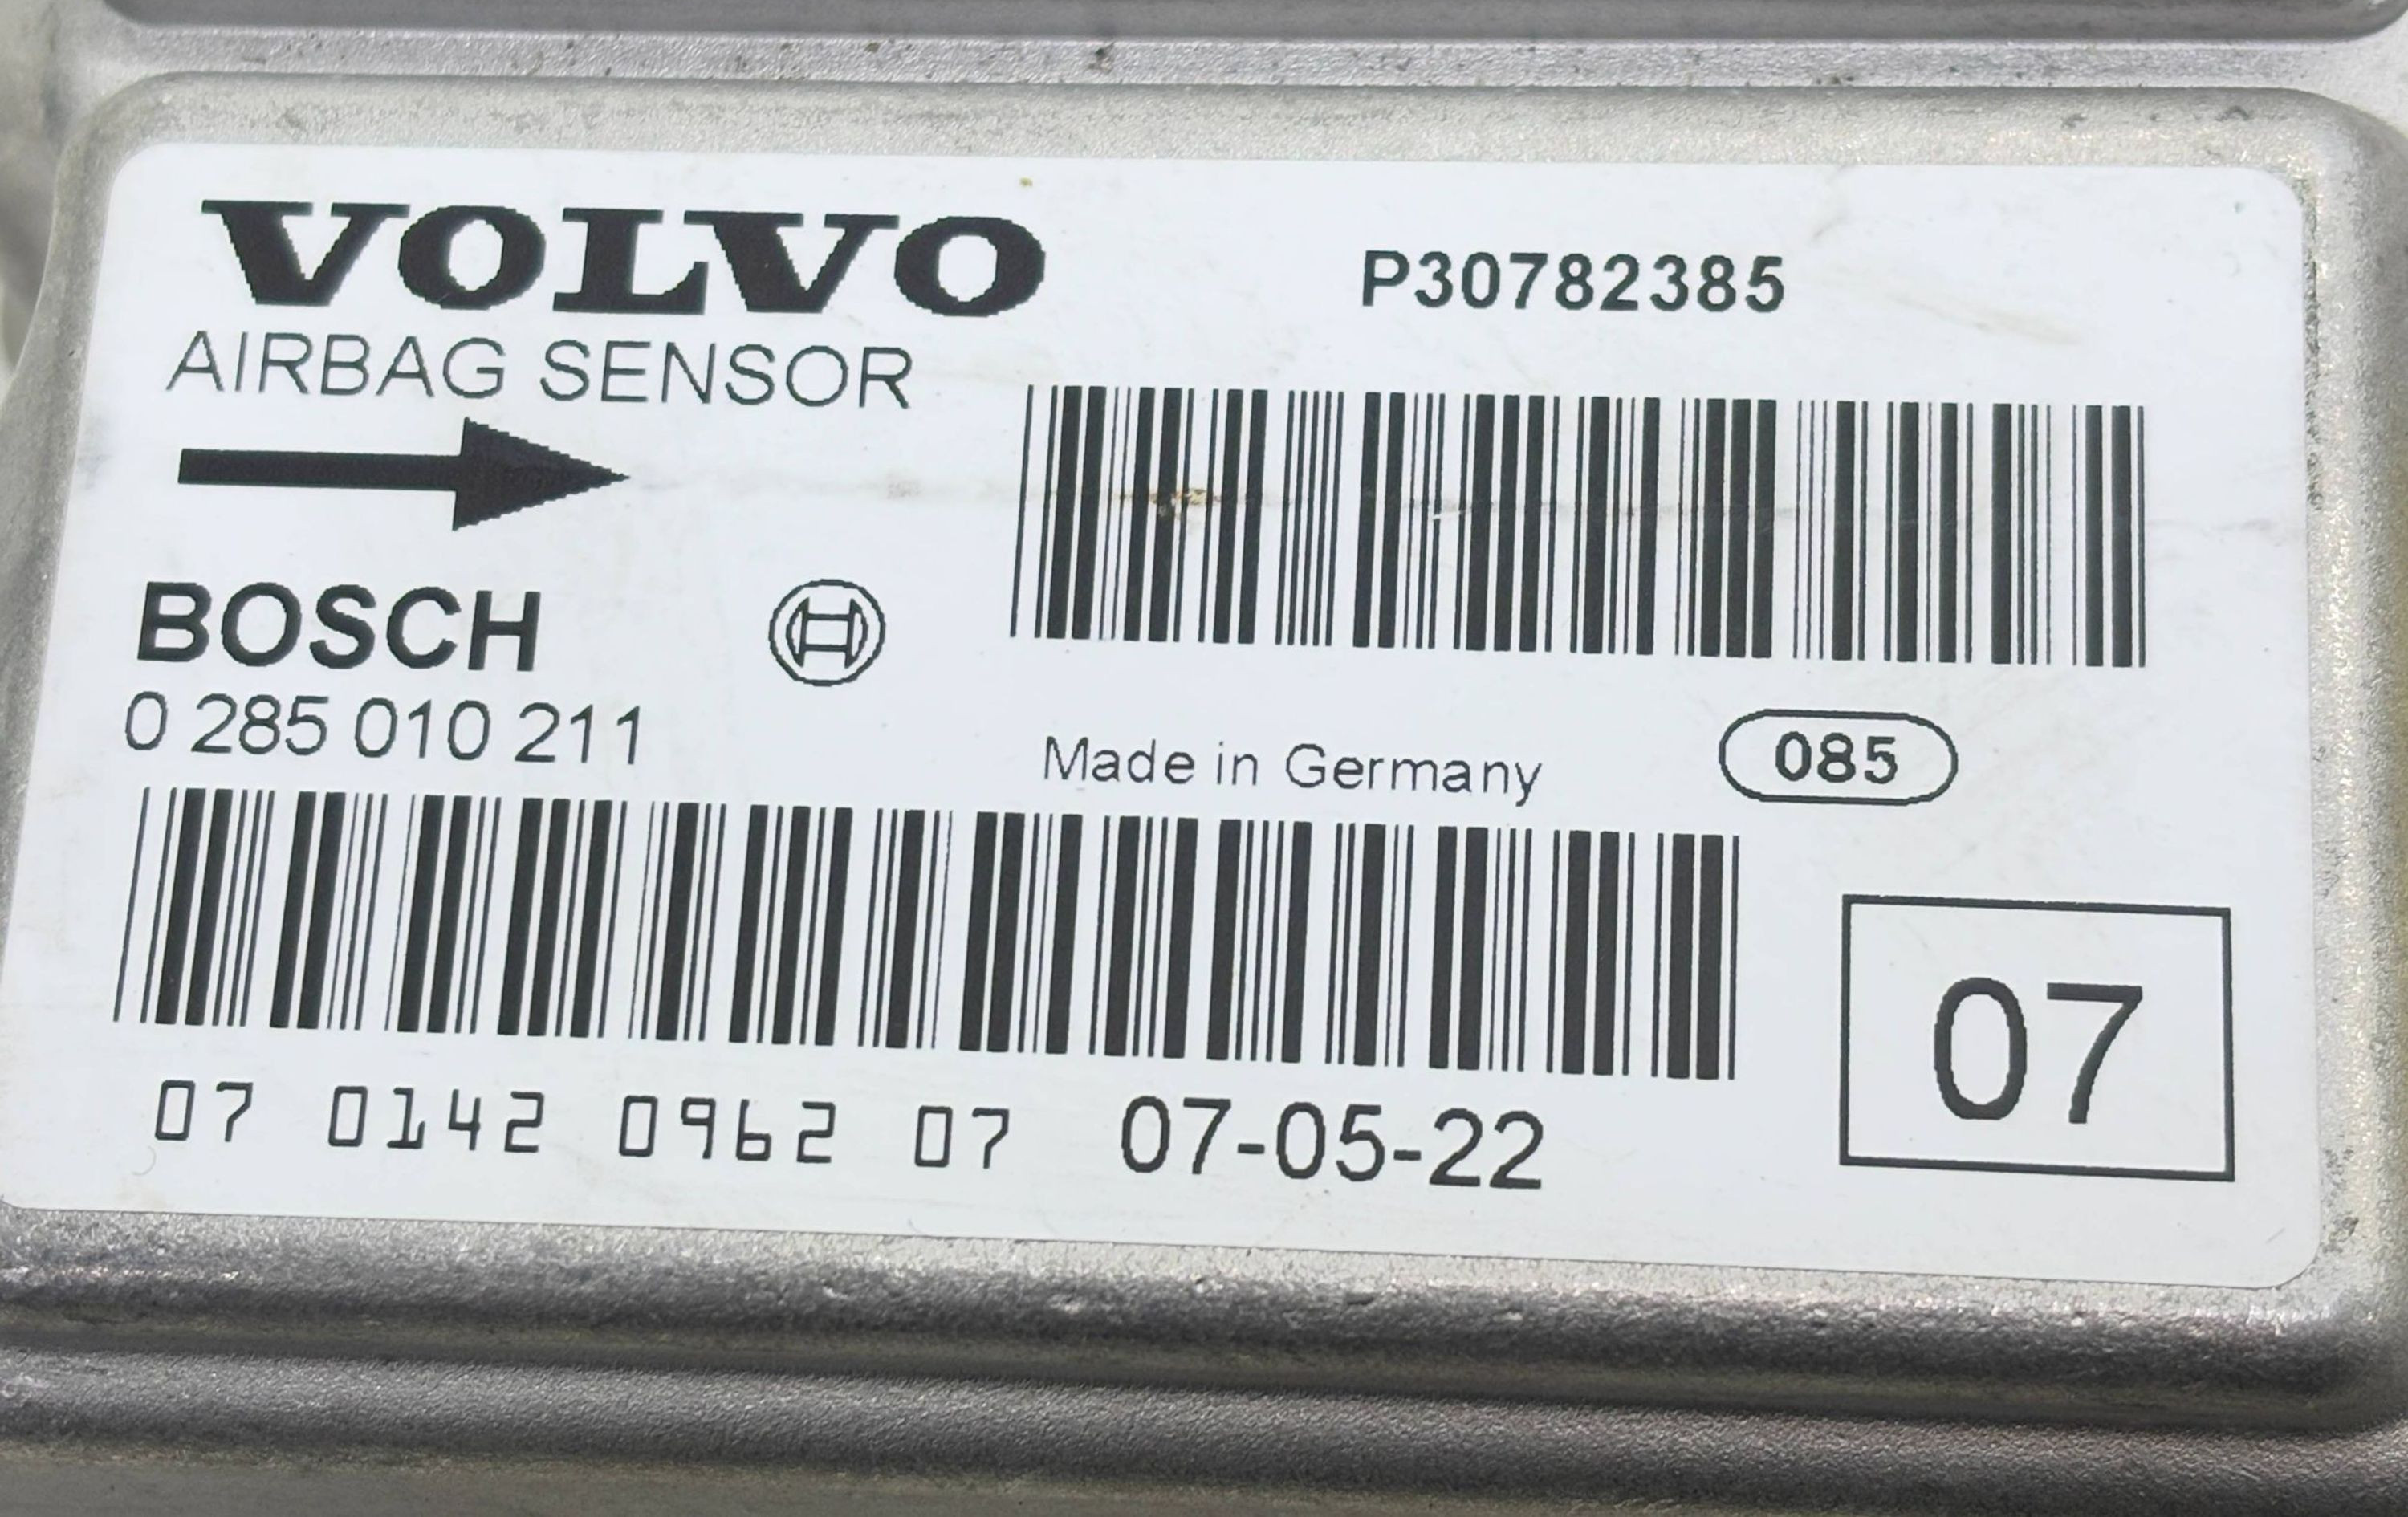 VOLVO
P30782385
AIRBAG SENSOR
BOSCH
0 285 010 211
Made in Germany
085
07
07 0142 0962 07 07-05-22